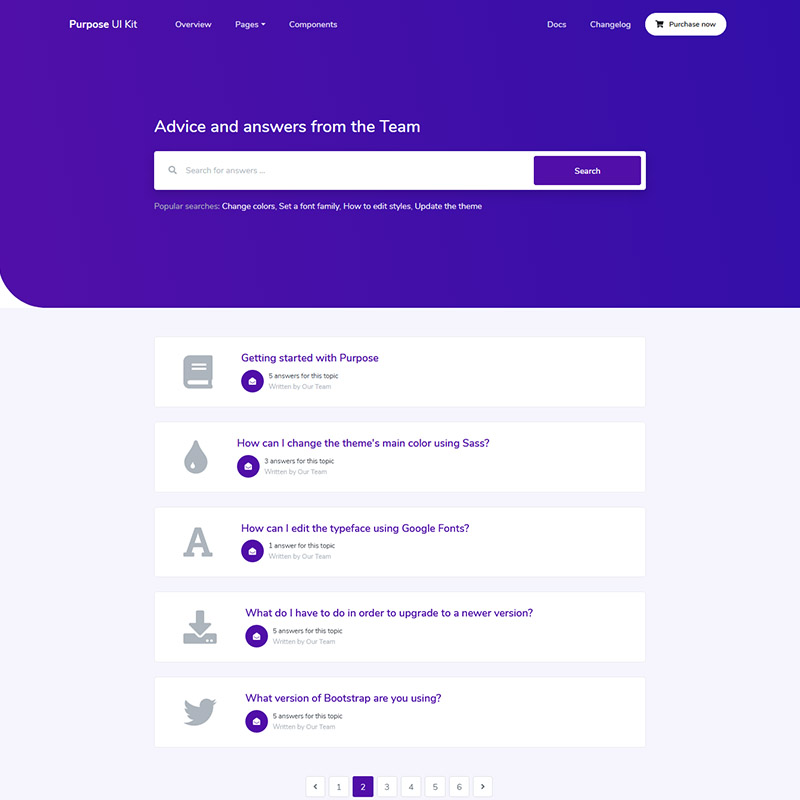 Purpose UI Kit Overview Pages Components Docs Changelog Purchase now
Advice and answers from the Team
Search for answers ... Search
Popular searches: Change colors, Set a font family, How to edit styles, Update the theme
Getting started with Purpose
5 answers for this topic
Written by Our Team
How can I change the theme's main color using Sass?
3 answers for this topic
Written by Our Team
A
How can I edit the typeface using Google Fonts?
1 answer for this topic
Written by Our Team
What do I have to do in order to upgrade to a newer version?
5 answers for this topic
Written by Our Team
What version of Bootstrap are you using?
5 answers for this topic
Written by Our Team
1 2 3 4 5 6